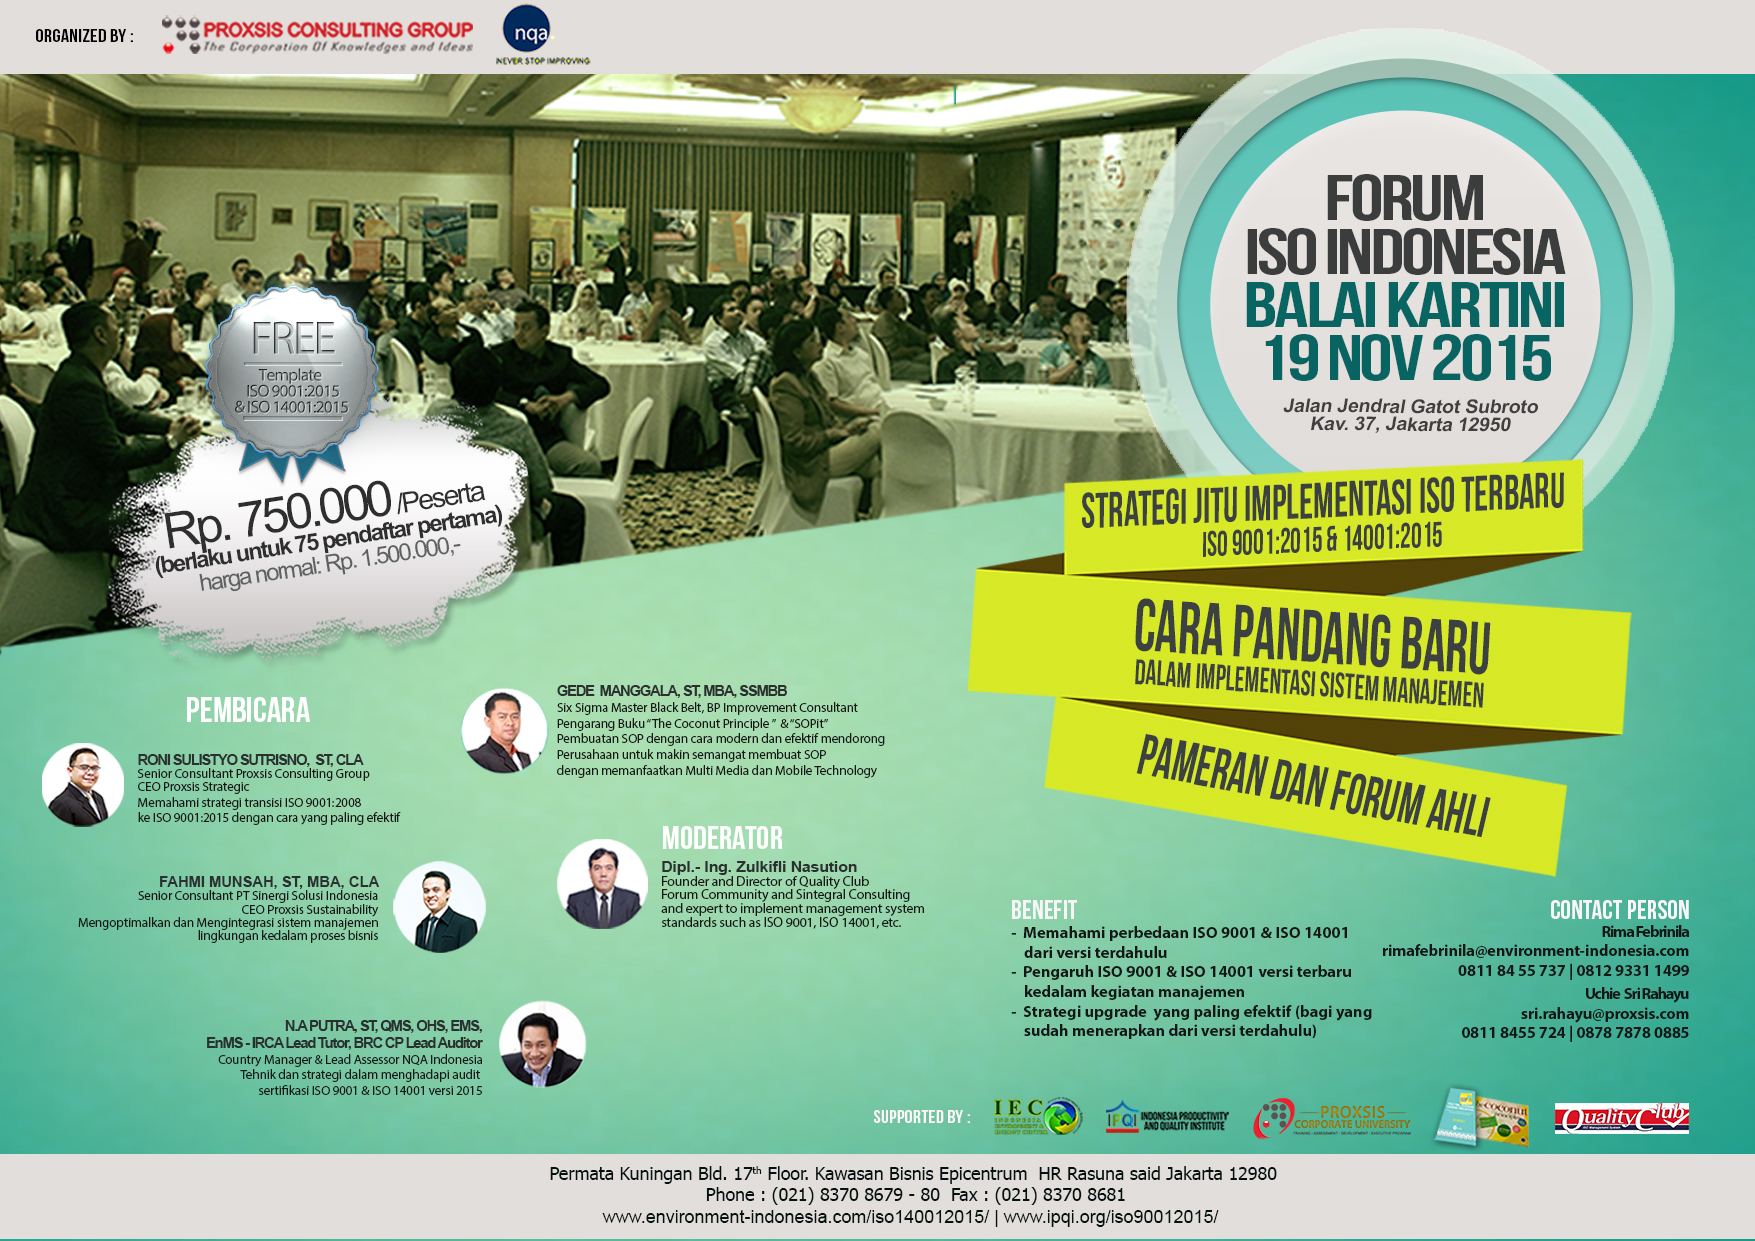 ORGANIZED BY :
PROXSIS CONSULTING GROUP
The Corporation Of Knowledges and Ideas
nqa.
NEVER STOP IMPROVING
FORUM
ISO INDONESIA
BALAI KARTINI
19 NOV 2015
Jalan Jendral Gatot Subroto
Kav. 37, Jakarta 12950
FREE
Template
ISO 9001:2015
& ISO 14001:2015
Rp. 750.000 /Peserta
(berlaku untuk 75 pendaftar pertama)
harga normal: Rp. 1.500.000,-
STRATEGI JITU IMPLEMENTASI ISO TERBARU
ISO 9001:2015 & 14001:2015
CARA PANDANG BARU
DALAM IMPLEMENTASI SISTEM MANAJEMEN
PAMERAN DAN FORUM AHLI
PEMBICARA
RONI SULISTYO SUTRISNO, ST, CLA
Senior Consultant Proxsis Consulting Group
CEO Proxsis Strategic
Memahami strategi transisi ISO 9001:2008
ke ISO 9001:2015 dengan cara yang paling efektif
GEDE MANGGALA, ST, MBA, SSMBB
Six Sigma Master Black Belt, BP Improvement Consultant
Pengarang Buku “The Coconut Principle ” & “SOPit”
Pembuatan SOP dengan cara modern dan efektif mendorong
Perusahaan untuk makin semangat membuat SOP
dengan memanfaatkan Multi Media dan Mobile Technology
FAHMI MUNSAH, ST, MBA, CLA
Senior Consultant PT Sinergi Solusi Indonesia
CEO Proxsis Sustainability
Mengoptimalkan dan Mengintegrasi sistem manajemen
lingkungan kedalam proses bisnis
MODERATOR
Dipl.- Ing. Zulkifli Nasution
Founder and Director of Quality Club
Forum Community and Sintegral Consulting
and expert to implement management system
standards such as ISO 9001, ISO 14001, etc.
N.A PUTRA, ST, QMS, OHS, EMS,
EnMS - IRCA Lead Tutor, BRC CP Lead Auditor
Country Manager & Lead Assessor NQA Indonesia
Tehnik dan strategi dalam menghadapi audit
sertifikasi ISO 9001 & ISO 14001 versi 2015
BENEFIT
- Memahami perbedaan ISO 9001 & ISO 14001
dari versi terdahulu
- Pengaruh ISO 9001 & ISO 14001 versi terbaru
kedalam kegiatan manajemen
- Strategi upgrade yang paling efektif (bagi yang
sudah menerapkan dari versi terdahulu)
CONTACT PERSON
Rima Febrinila
rimafebrinila@environment-indonesia.com
0811 84 55 737 | 0812 9331 1499
Uchie Sri Rahayu
sri.rahayu@proxsis.com
0811 8455 724 | 0878 7878 0885
SUPPORTED BY :
IEC
INDONESIA
ENVIRONMENT &
ENERGY CENTER
IPQI
INDONESIA PRODUCTIVITY
AND QUALITY INSTITUTE
PROXSIS
CORPORATE UNIVERSITY
coconut
Quality Club
Permata Kuningan Bld. 17th Floor. Kawasan Bisnis Epicentrum HR Rasuna said Jakarta 12980
Phone : (021) 8370 8679 - 80 Fax : (021) 8370 8681
www.environment-indonesia.com/iso140012015/ | www.ipqi.org/iso90012015/